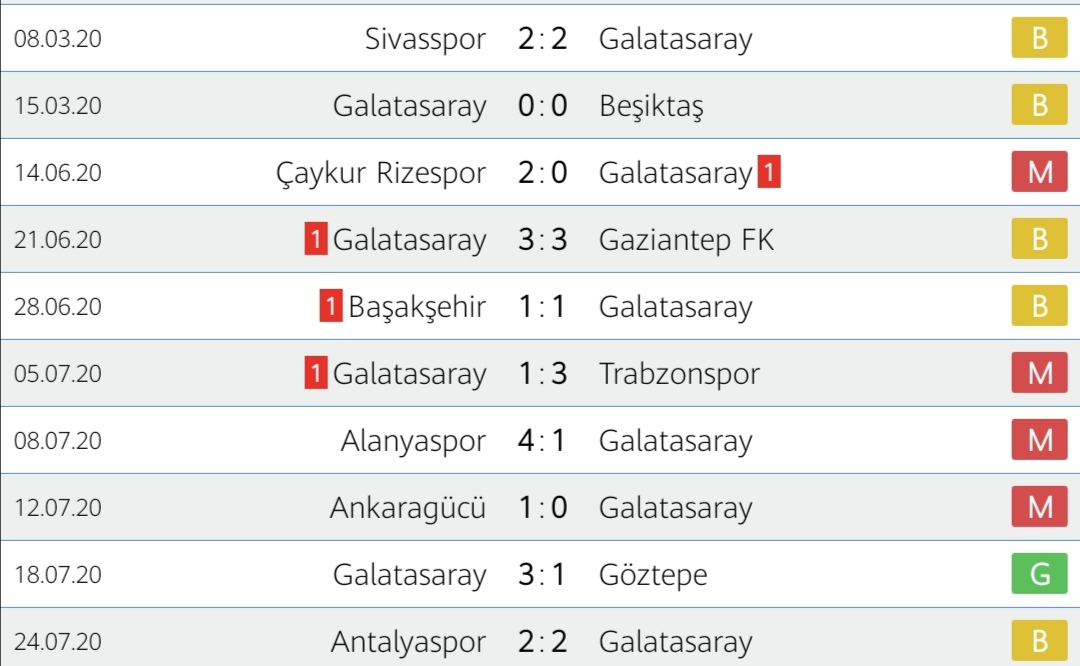 08.03.20 Sivasspor 2:2 Galatasaray B
15.03.20 Galatasaray 0:0 Beşiktaş B
14.06.20 Çaykur Rizespor 2:0 Galatasaray 1 M
21.06.20 1 Galatasaray 3:3 Gaziantep FK B
28.06.20 1 Başakşehir 1:1 Galatasaray B
05.07.20 1 Galatasaray 1:3 Trabzonspor M
08.07.20 Alanyaspor 4:1 Galatasaray M
12.07.20 Ankaragücü 1:0 Galatasaray M
18.07.20 Galatasaray 3:1 Göztepe G
24.07.20 Antalyaspor 2:2 Galatasaray B